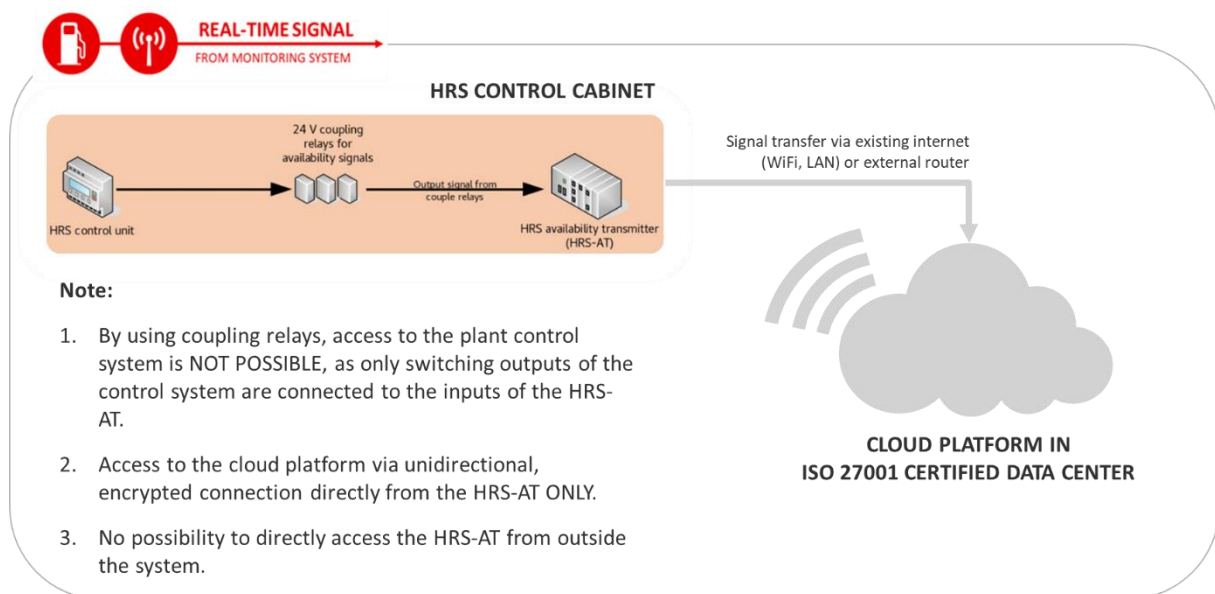 REAL-TIME SIGNAL
FROM MONITORING SYSTEM
HRS CONTROL CABINET
24 V coupling
relays for
availability signals
Output signal from
couple relays
HRS control unit
HRS availability transmitter
(HRS-AT)
Signal transfer via existing internet
(WiFi, LAN) or external router
Note:
1. By using coupling relays, access to the plant control
system is NOT POSSIBLE, as only switching outputs of the
control system are connected to the inputs of the HRS-
AT.
2. Access to the cloud platform via unidirectional,
encrypted connection directly from the HRS-AT ONLY.
3. No possibility to directly access the HRS-AT from outside
the system.
CLOUD PLATFORM IN
ISO 27001 CERTIFIED DATA CENTER